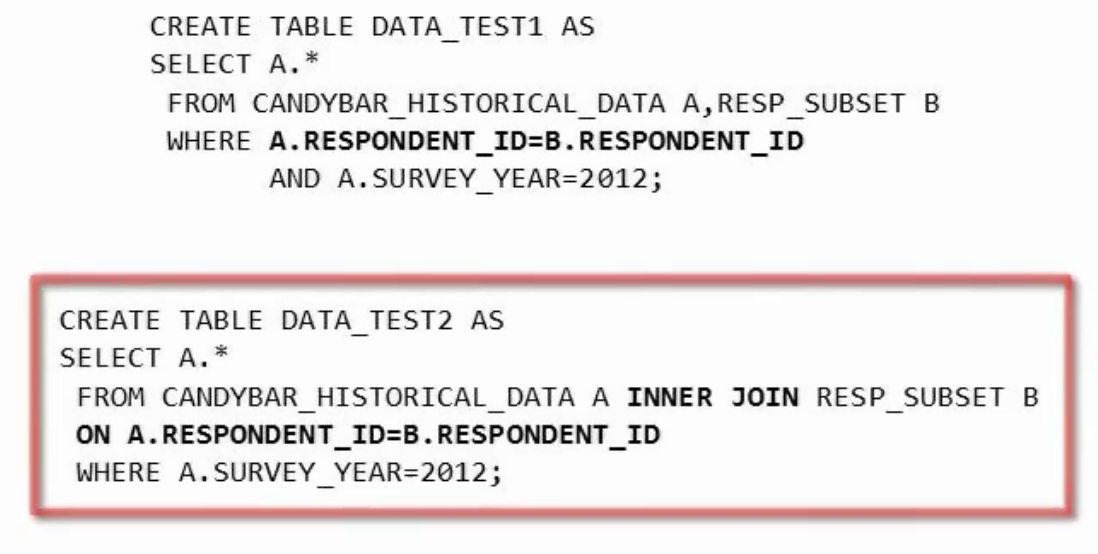 CREATE TABLE DATA_TEST1 AS
SELECT A.*
FROM CANDYBAR_HISTORICAL_DATA A,RESP_SUBSET B
WHERE A.RESPONDENT_ID=B.RESPONDENT_ID
AND A.SURVEY_YEAR=2012;
CREATE TABLE DATA_TEST2 AS
SELECT A.*
FROM CANDYBAR_HISTORICAL_DATA A INNER JOIN RESP_SUBSET B
ON A.RESPONDENT_ID=B.RESPONDENT_ID
WHERE A.SURVEY_YEAR=2012;